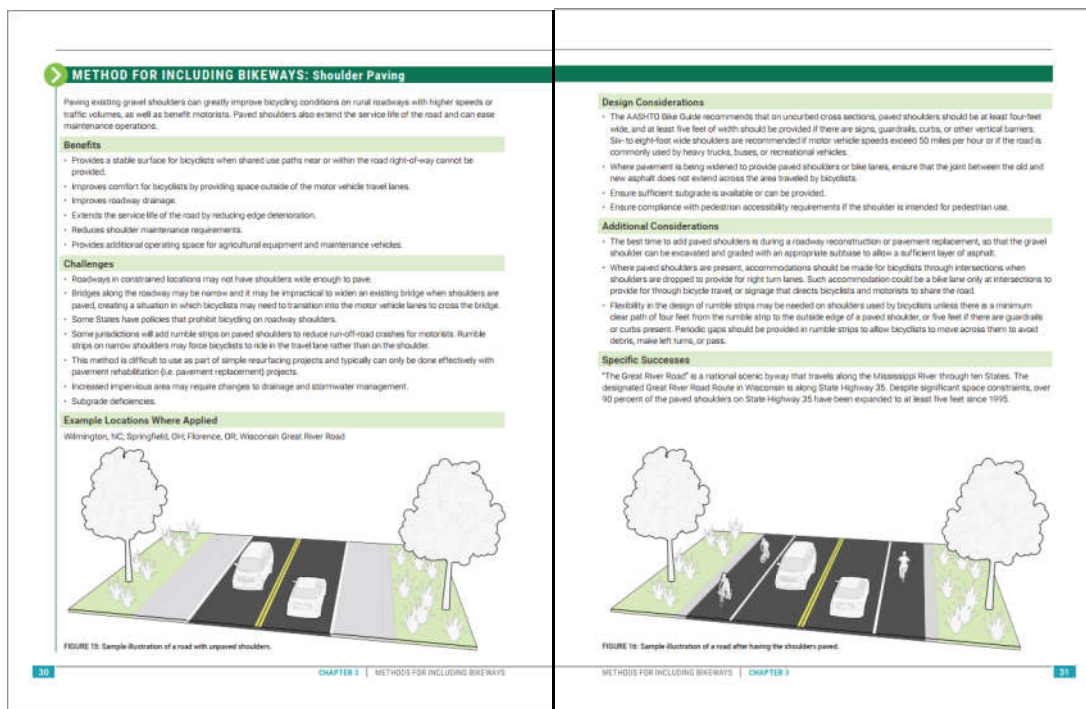 METHOD FOR INCLUDING BIKEWAYS: Shoulder Paving
Paving existing gravel shoulders can greatly improve bicycling conditions on rural roadways with higher speeds or
traffic volumes, as well as benefit motorists. Paved shoulders also extend the service life of the road and can ease
maintenance operations.
Benefits
• Provides a stable surface for bicyclists when shared use paths near or within the road right-of-way cannot be
provided.
• Improves comfort for bicyclists by providing space outside of the motor vehicle travel lanes.
• Improves roadway drainage.
• Extends the service life of the road by reducing edge deterioration.
• Reduces shoulder maintenance requirements.
• Provides additional operating space for agricultural equipment and maintenance vehicles.
Challenges
• Roadways in constrained locations may not have shoulders wide enough to pave.
• Bridges along the roadway may be narrow and it may be impractical to widen an existing bridge when shoulders are
paved, creating a situation in which bicyclists may need to transition into the motor vehicle lanes to cross the bridge.
• Some States have policies that prohibit bicycling on roadway shoulders.
• Some jurisdictions will add rumble strips on paved shoulders to reduce run-off-road crashes for motorists. Rumble
strips on narrow shoulders may force bicyclists to ride in the travel lane rather than on the shoulder.
• This method is difficult to use as part of simple resurfacing projects and typically can only be done effectively with
pavement rehabilitation (i.e. pavement replacement) projects.
• Increased impervious area may require changes to drainage and stormwater management.
• Subgrade deficiencies.
Example Locations Where Applied
Wilmington, NC; Springfield, OH; Florence, OR; Wisconsin Great River Road
FIGURE 15: Sample illustration of a road with unpaved shoulders.
30
CHAPTER 3 | METHODS FOR INCLUDING BIKEWAYS
Design Considerations
• The AASHTO Bike Guide recommends that on uncurbed cross sections, paved shoulders should be at least four-feet
wide, and at least five feet of width should be provided if there are signs, guardrails, curbs, or other vertical barriers.
Six- to-eight-foot wide shoulders are recommended if motor vehicle speeds exceed 50 miles per hour or if the road is
commonly used by heavy trucks, buses, or recreational vehicles.
• Where pavement is being widened to provide paved shoulders or bike lanes, ensure that the joint between the old and
new asphalt does not extend across the area traveled by bicyclists.
• Ensure sufficient subgrade is available or can be provided.
• Ensure compliance with pedestrian accessibility requirements if the shoulder is intended for pedestrian use.
Additional Considerations
• The best time to add paved shoulders is during a roadway reconstruction or pavement replacement, so that the gravel
shoulder can be excavated and graded with an appropriate subbase to allow a sufficient layer of asphalt.
• Where paved shoulders are present, accommodations should be made for bicyclists through intersections when
shoulders are dropped to provide for right turn lanes. Such accommodation could be a bike lane only at intersections to
provide for through bicycle travel, or signage that directs bicyclists and motorists to share the road.
• Flexibility in the design of rumble strips may be needed on shoulders used by bicyclists unless there is a minimum
clear path of four feet from the rumble strip to the outside edge of a paved shoulder, or five feet if there are guardrails
or curbs present. Periodic gaps should be provided in rumble strips to allow bicyclists to move across them to avoid
debris, make left turns, or pass.
Specific Successes
"The Great River Road" is a national scenic byway that travels along the Mississippi River through ten States. The
designated Great River Road Route in Wisconsin is along State Highway 35. Despite significant space constraints, over
90 percent of the paved shoulders on State Highway 35 have been expanded to at least five feet since 1995.
FIGURE 16: Sample illustration of a road after having the shoulders paved.
METHODS FOR INCLUDING BIKEWAYS | CHAPTER 3
31